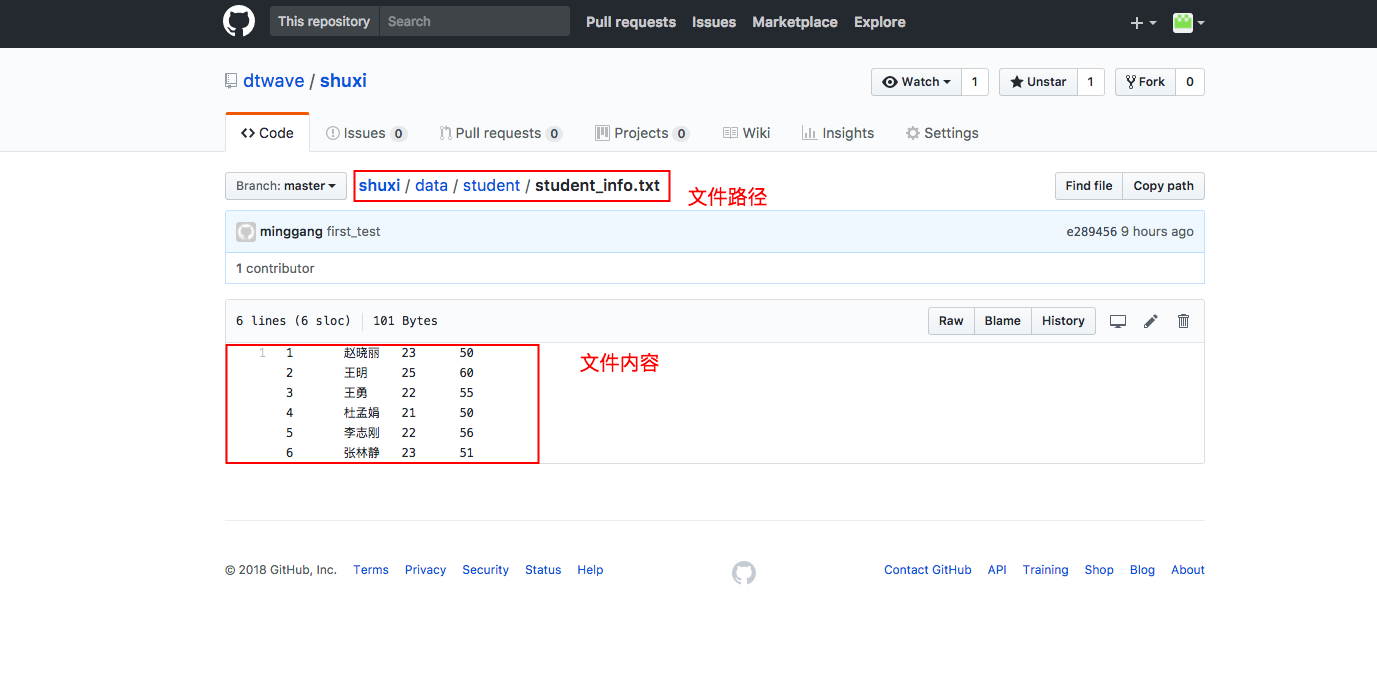 This repository Search Pull requests Issues Marketplace Explore
dtwave / shuxi Watch 1 Unstar 1 Fork 0
Code Issues 0 Pull requests 0 Projects 0 Wiki Insights Settings
Branch: master shuxi / data / student / student_info.txt 文件路径 Find file Copy path
minggang first_test e289456 9 hours ago
1 contributor
6 lines (6 sloc) 101 Bytes Raw Blame History
1 1 赵晓丽 23 50
文件内容
2 王明 25 60
3 王勇 22 55
4 杜孟娟 21 50
5 李志刚 22 56
6 张林静 23 51
© 2018 GitHub, Inc. Terms Privacy Security Status Help Contact GitHub API Training Shop Blog About